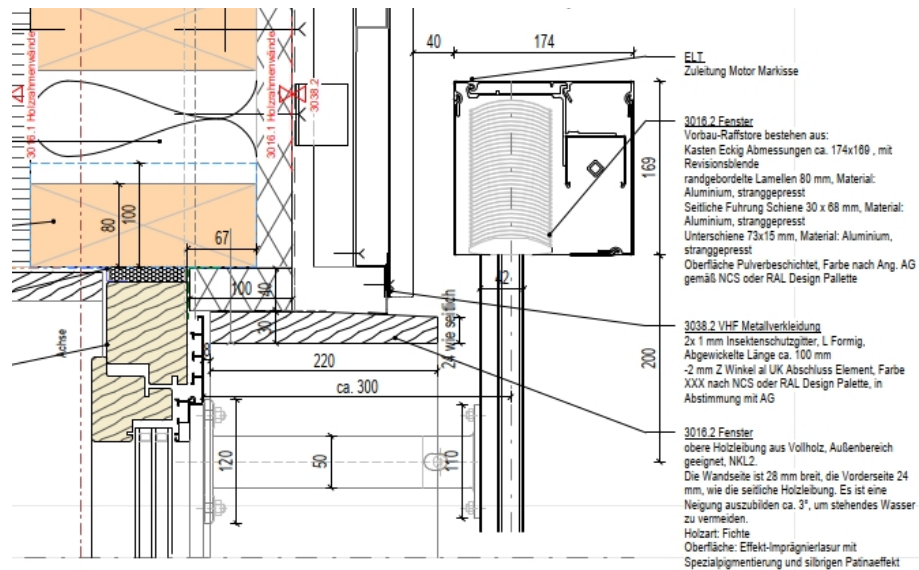 40
174
ELT
Zuleitung Motor Markisse
3016.1 Holzrahmenwände
3016.1 Holzrahmenwände
3038.2
3016.2 Fenster
Vorbau-Raffstore bestehen aus:
Kasten Eckig Abmessungen ca. 174x169 , mit
Revisionsblende
randgebordelte Lamellen 80 mm, Material:
Aluminium, stranggepresst
Seitliche Fuhrung Schiene 30 x 68 mm, Material:
Aluminium, stranggepresst
Unterschiene 73x15 mm, Material: Aluminium,
stranggepresst
Oberfläche Pulverbeschichtet, Farbe nach Ang. AG
gemäß NCS oder RAL Design Pallette
169
80
100
67
42
100
40
30
24 wie seitlich
Achse
8
220
200
ca. 300
3038.2 VHF Metallverkleidung
2x 1 mm Insektenschutzgitter, L Formig,
Abgewickelte Länge ca. 100 mm
-2 mm Z Winkel al UK Abschluss Element, Farbe
XXX nach NCS oder RAL Design Palette, in
Abstimmung mit AG
120
50
110
3016.2 Fenster
obere Holzleibung aus Vollholz, Außenbereich
geeignet, NKL2.
Die Wandseite ist 28 mm breit, die Vorderseite 24
mm, wie die seitliche Holzleibung. Es ist eine
Neigung auszubilden ca. 3°, um stehendes Wasser
zu vermeiden.
Holzart: Fichte
Oberfläche: Effekt-Imprägnierlasur mit
Spezialpigmentierung und silbrigen Patinaeffekt